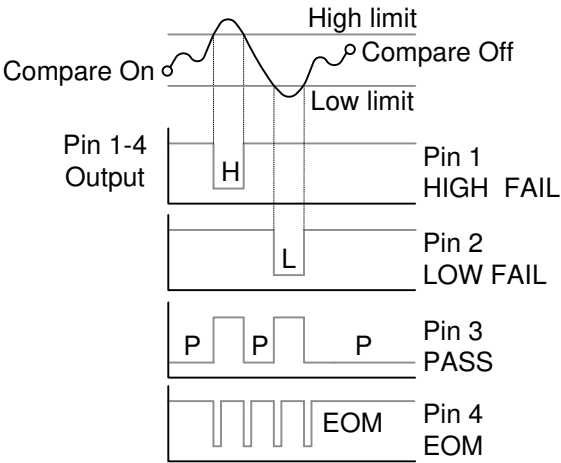 High limit
Compare Off
Compare On
Low limit
Pin 1-4
Output
H
Pin 1
HIGH FAIL
L
Pin 2
LOW FAIL
P
P
P
Pin 3
PASS
EOM
Pin 4
EOM